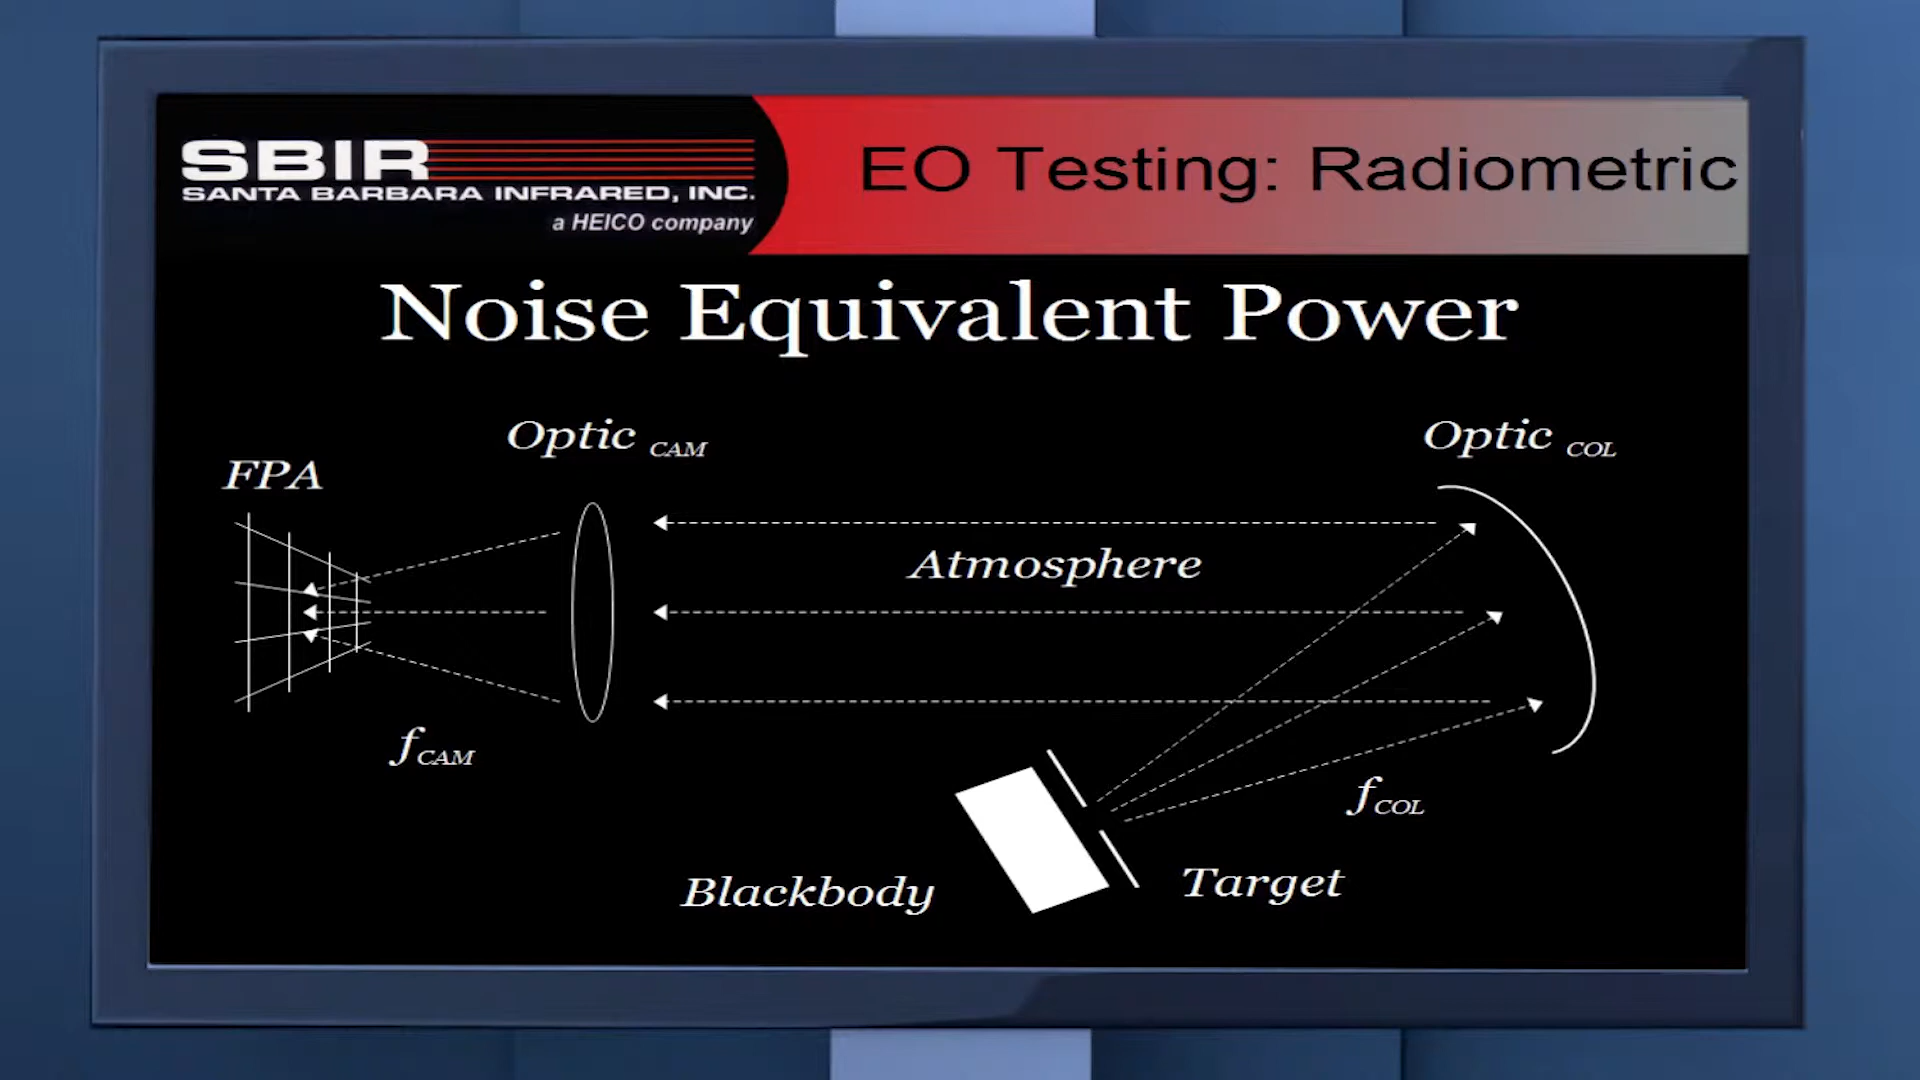 SBIR
SANTA BARBARA INFRARED, INC.
a HEICO company
EO Testing: Radiometric
Noise Equivalent Power
Optic CAM
Optic COL
FPA
Atmosphere
fCAM
fCOL
Blackbody
Target